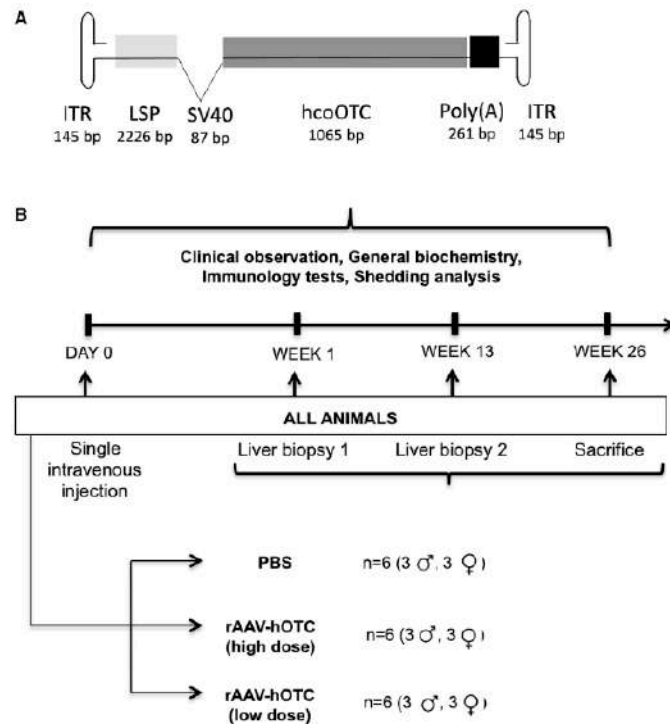 A
ITR LSP SV40 hcoOTC Poly(A) ITR
145 bp 2226 bp 87 bp 1065 bp 261 bp 145 bp
B
Clinical observation, General biochemistry,
Immunology tests, Shedding analysis
DAY 0 WEEK 1 WEEK 13 WEEK 26
ALL ANIMALS
Single
intravenous
injection
Liver biopsy 1 Liver biopsy 2 Sacrifice
PBS n=6 (3 ♂, 3 ♀)
rAAV-hOTC
(high dose)
n=6 (3 ♂, 3 ♀)
rAAV-hOTC
(low dose)
n=6 (3 ♂, 3 ♀)